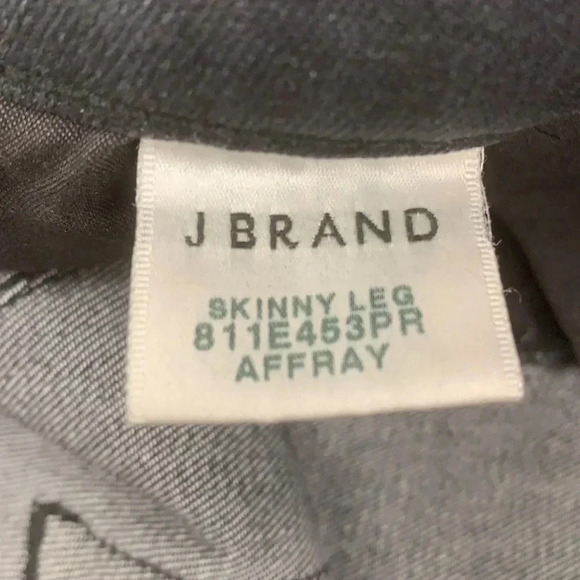 J BRAND
SKINNY LEG
811E453PR
AFFRAY